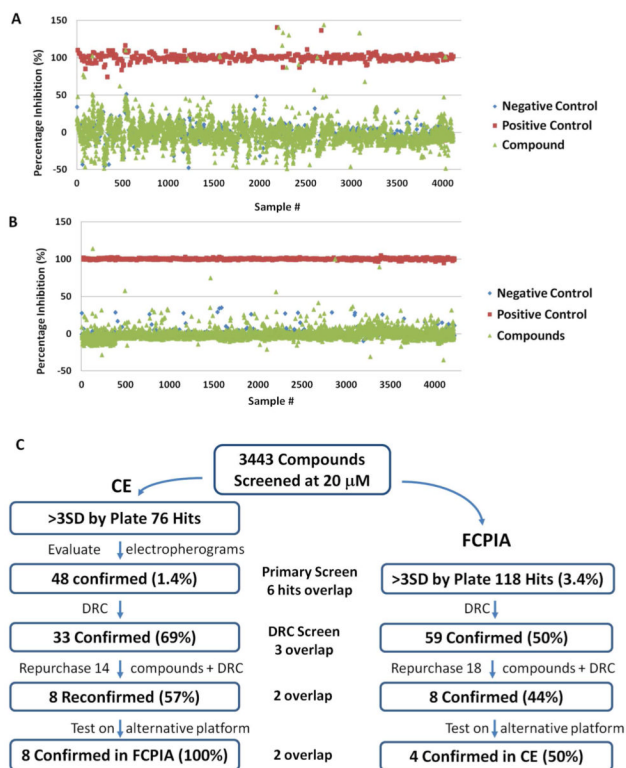 A
Percentage Inhibition (%)
150
100
50
0
-50
0
500
1000
1500
2000
2500
3000
3500
4000
Sample #
Negative Control
Positive Control
Compound
B
Percentage Inhibition (%)
150
100
50
0
-50
0
500
1000
1500
2000
2500
3000
3500
4000
Sample #
Negative Control
Positive Control
Compounds
C
3443 Compounds
Screened at 20 μM
CE
>3SD by Plate 76 Hits
Evaluate electropherograms
48 confirmed (1.4%)
DRC
33 Confirmed (69%)
Repurchase 14 compounds + DRC
8 Reconfirmed (57%)
Test on alternative platform
8 Confirmed in FCPIA (100%)
Primary Screen
6 hits overlap
DRC Screen
3 overlap
2 overlap
2 overlap
FCPIA
>3SD by Plate 118 Hits (3.4%)
DRC
59 Confirmed (50%)
Repurchase 18 compounds + DRC
8 Confirmed (44%)
Test on alternative platform
4 Confirmed in CE (50%)